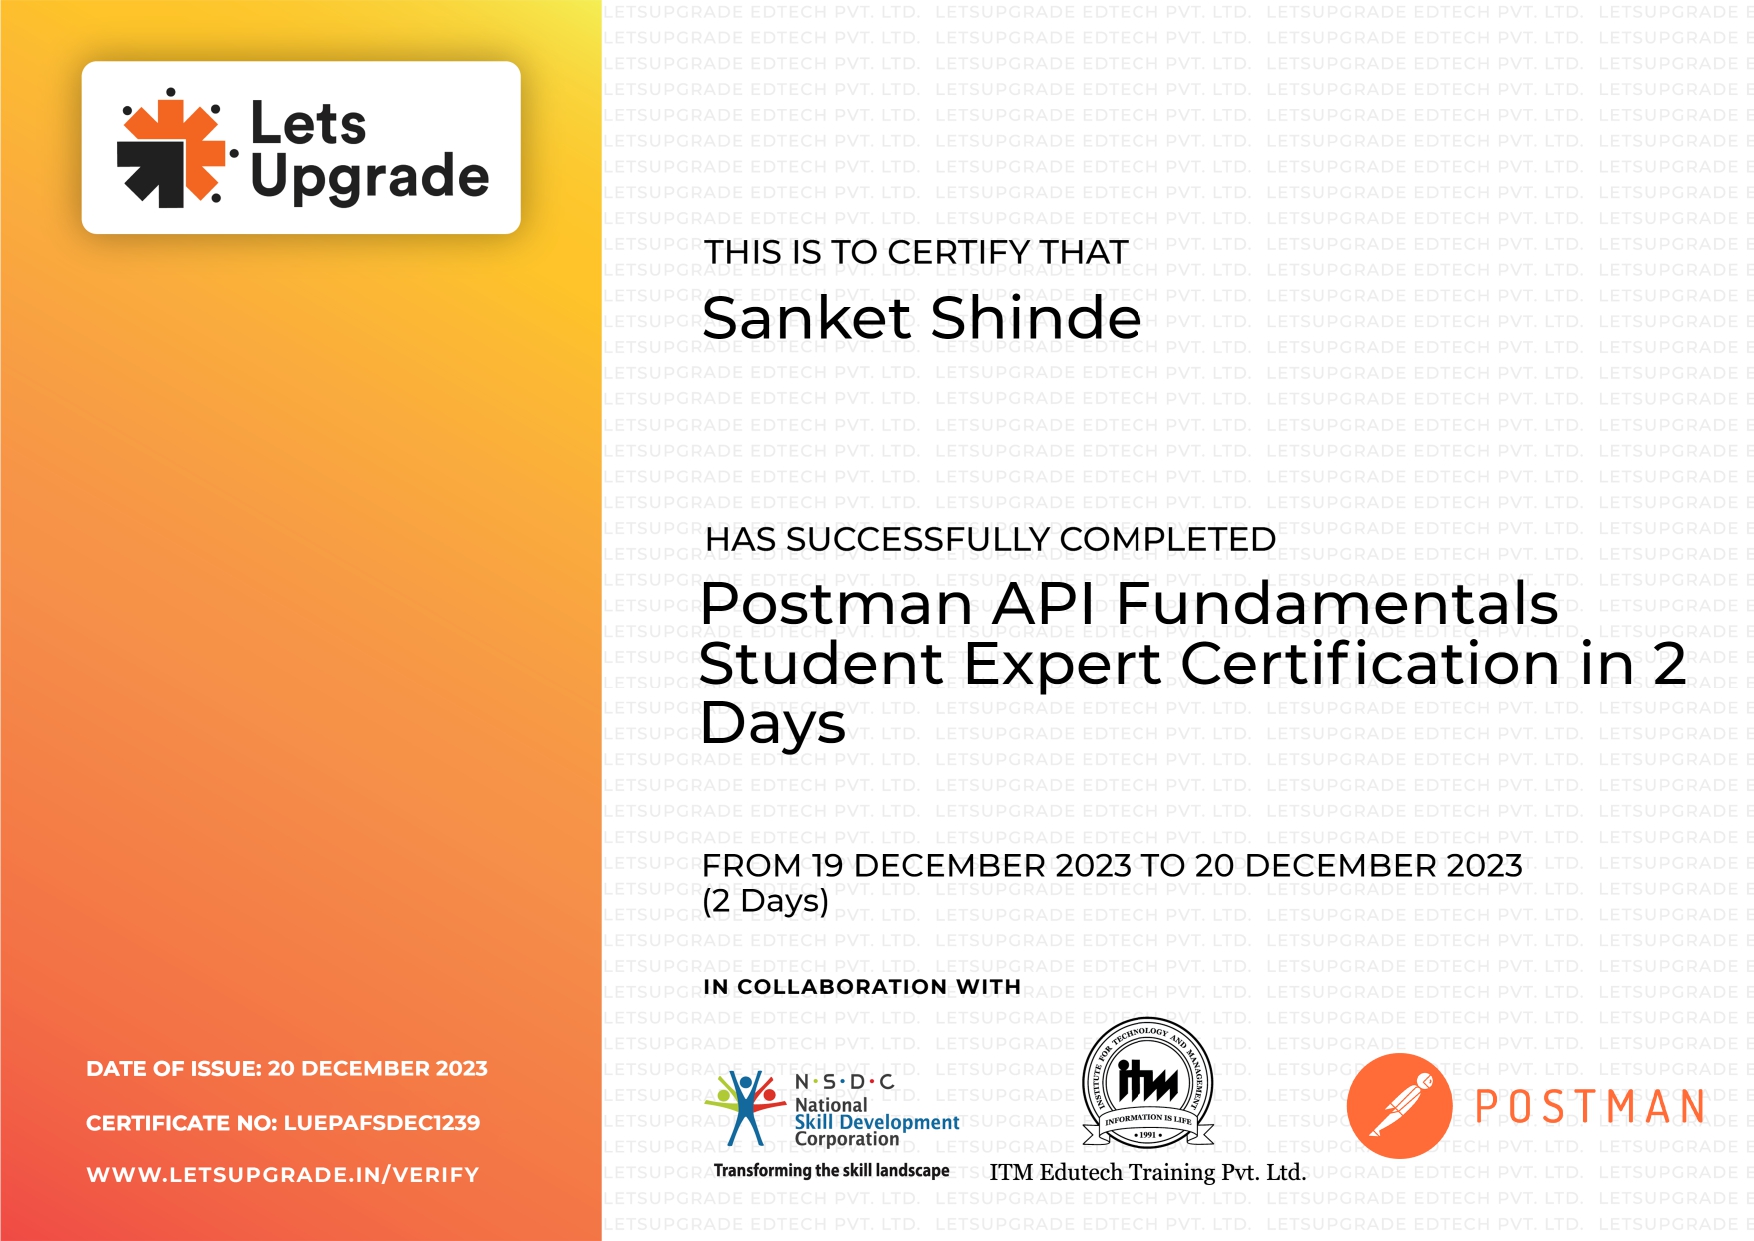 Lets
Upgrade
THIS IS TO CERTIFY THAT
Sanket Shinde
HAS SUCCESSFULLY COMPLETED
Postman API Fundamentals
Student Expert Certification in 2
Days
FROM 19 DECEMBER 2023 TO 20 DECEMBER 2023
(2 Days)
IN COLLABORATION WITH
N·S·D·C
National
Skill Development
Corporation
Transforming the skill landscape
INSTITUTE FOR TECHNOLOGY AND MANAGEMENT
itm
INFORMATION IS LIFE
• 1991 •
ITM Edutech Training Pvt. Ltd.
POSTMAN
DATE OF ISSUE: 20 DECEMBER 2023
CERTIFICATE NO: LUEPAFSDEC1239
WWW.LETSUPGRADE.IN/VERIFY
LETSUPGRADE EDTECH PVT. LTD.